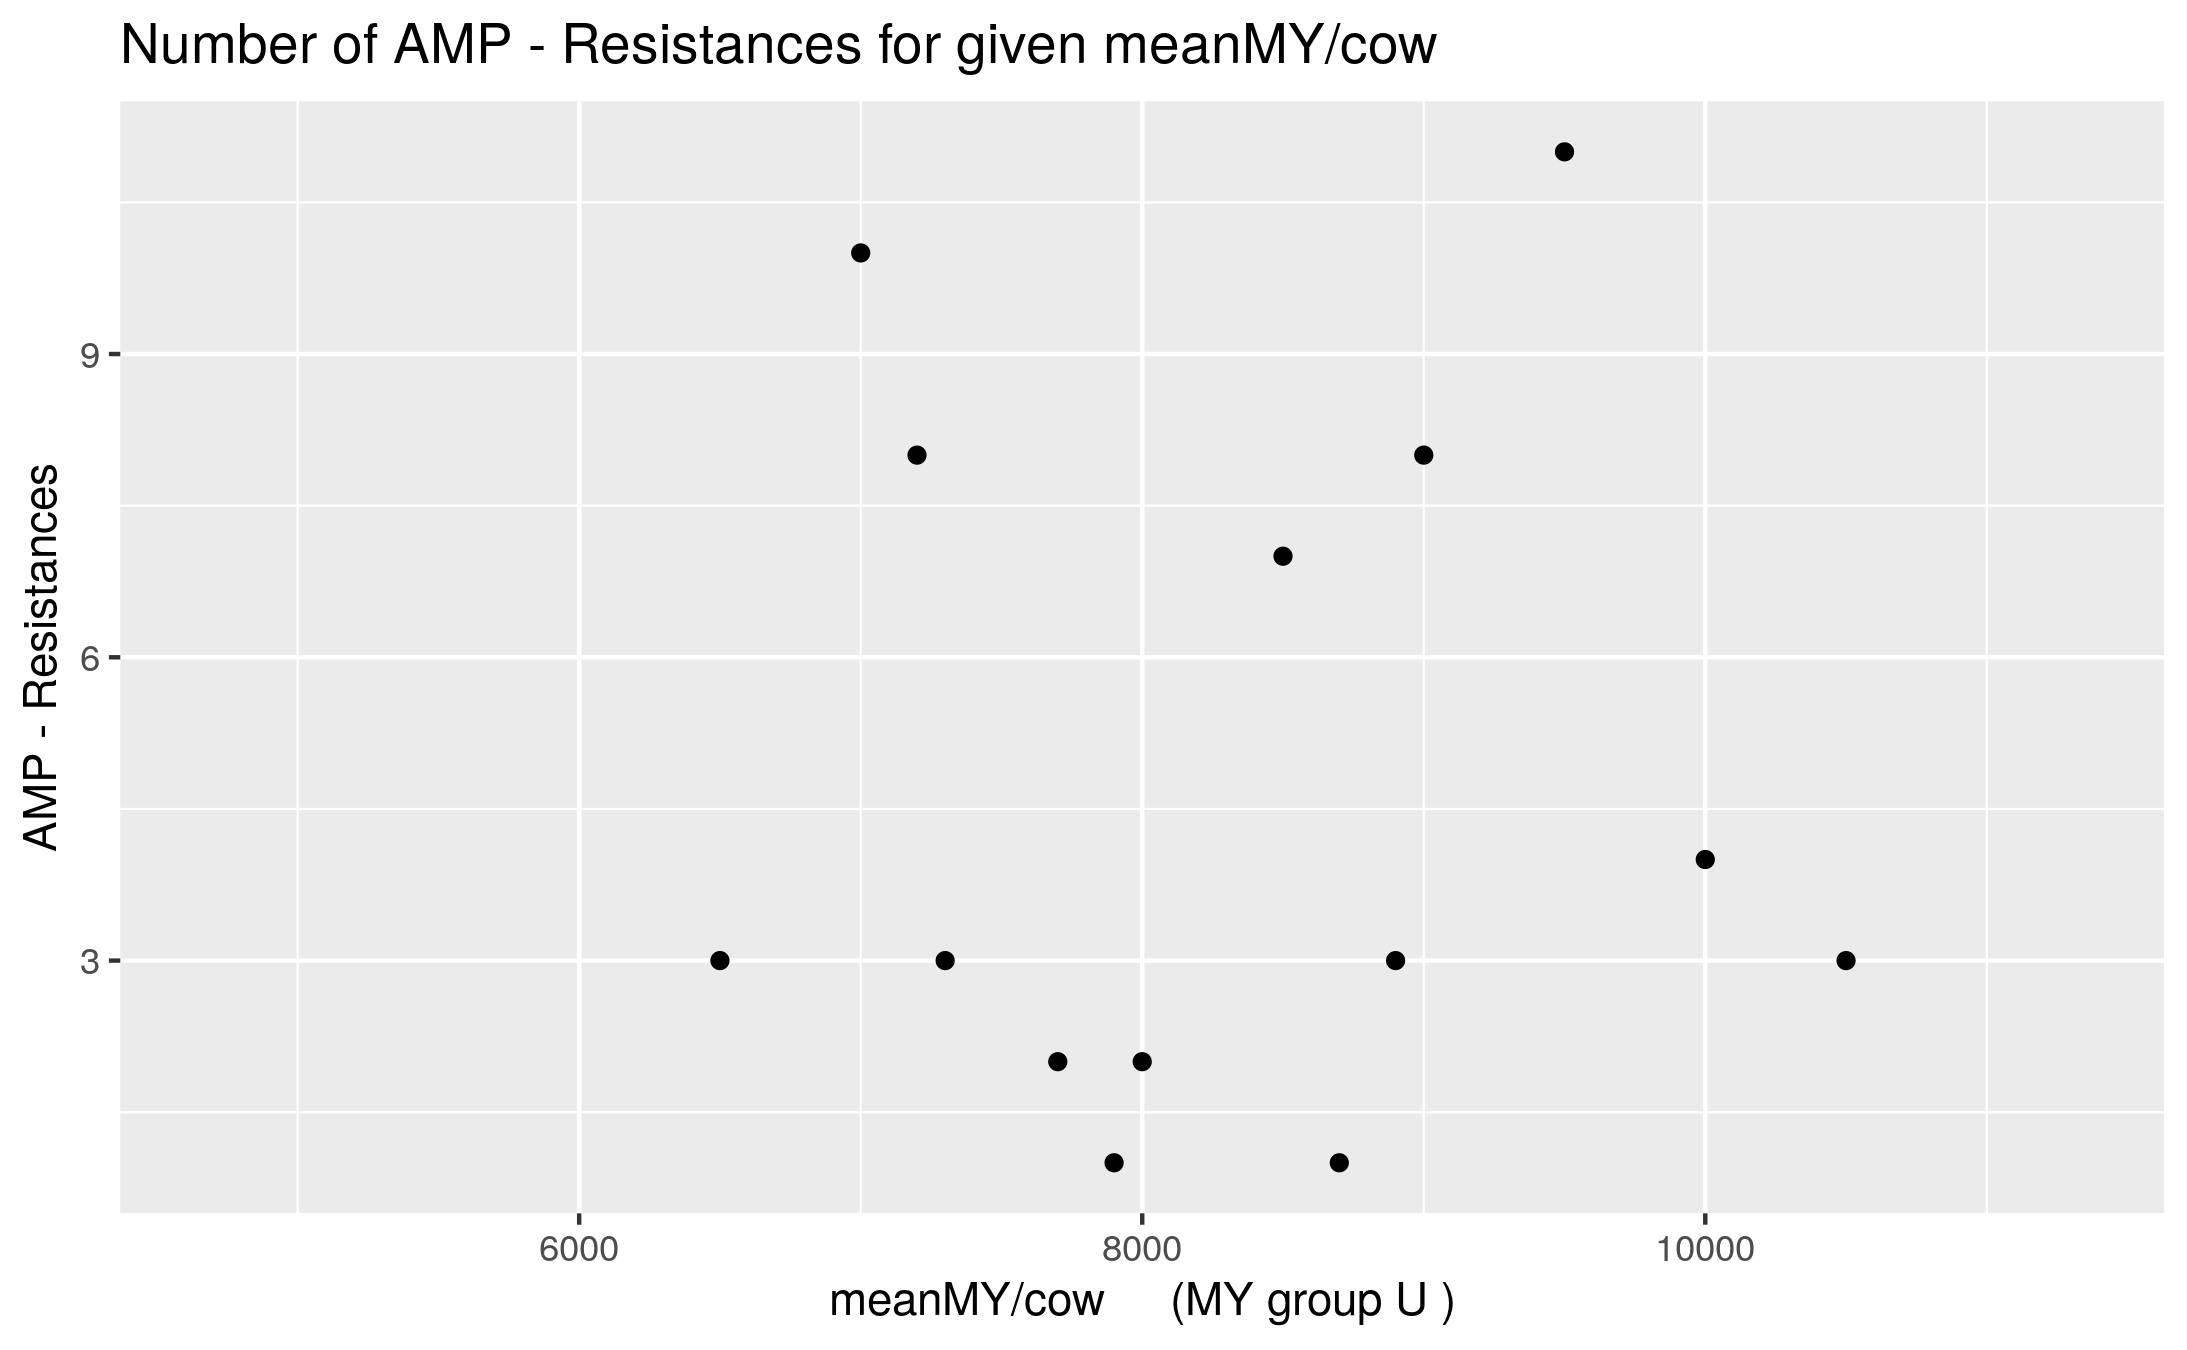 Number of AMP - Resistances for given meanMY/cow
AMP - Resistances
9
6
3
6000
8000
10000
meanMY/cow (MY group U )